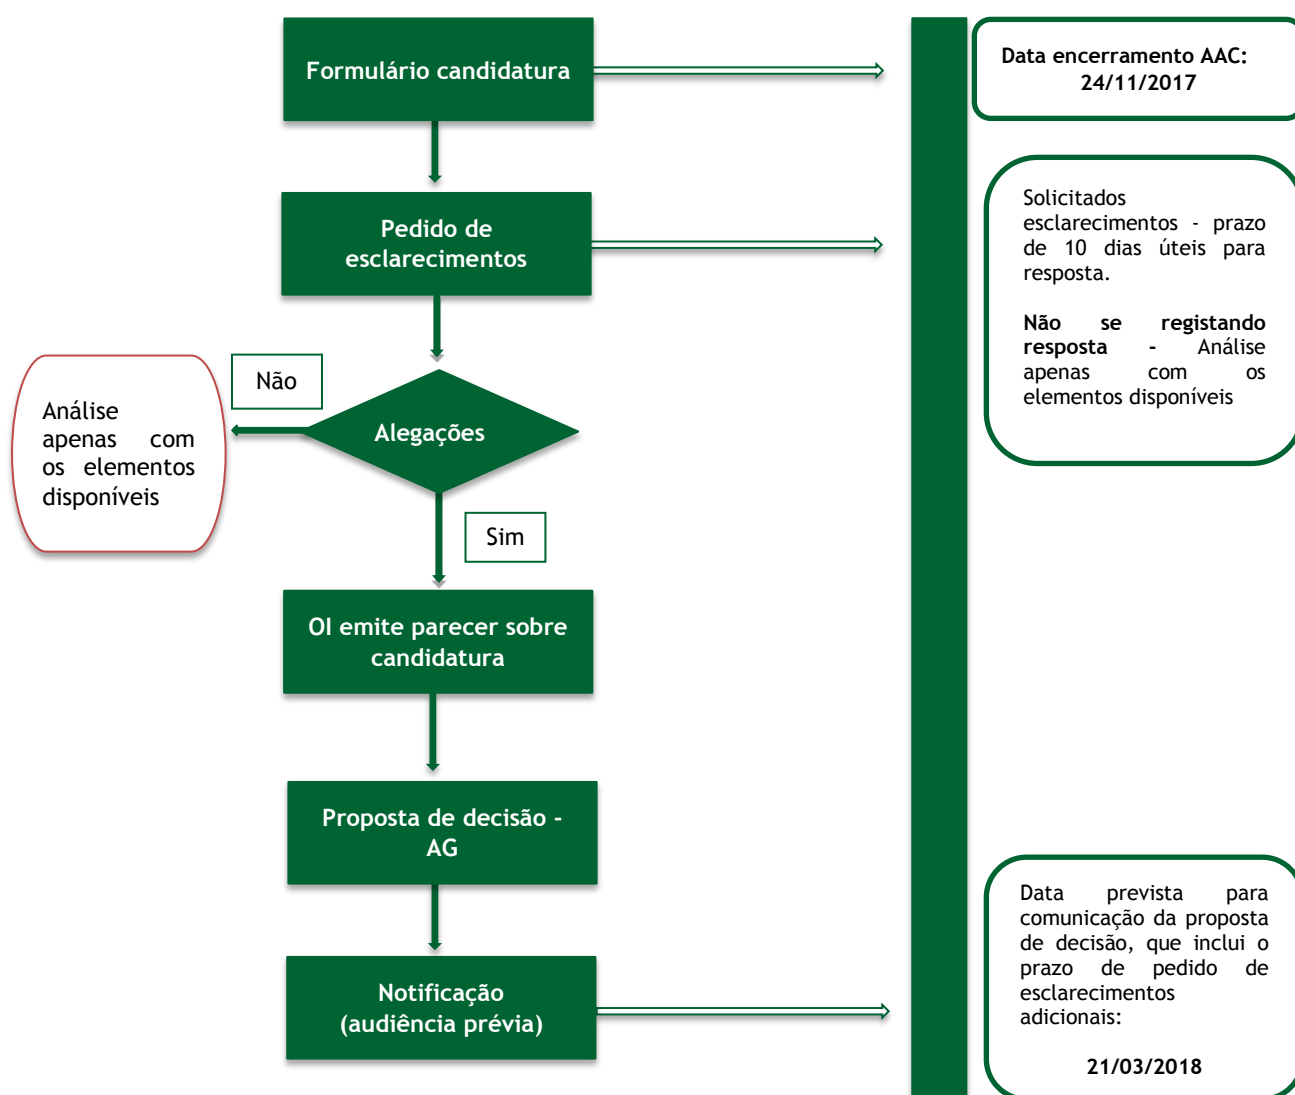 Formulário candidatura
Data encerramento AAC:
24/11/2017
Pedido de
esclarecimentos
Solicitados
esclarecimentos - prazo
de 10 dias úteis para
resposta.
Não se registando
resposta - Análise
apenas com os
elementos disponíveis
Não
Análise
apenas com
os elementos
disponíveis
Alegações
Sim
OI emite parecer sobre
candidatura
Proposta de decisão -
AG
Notificação
(audiência prévia)
Data prevista para
comunicação da proposta
de decisão, que inclui o
prazo de pedido de
esclarecimentos
adicionais:
21/03/2018